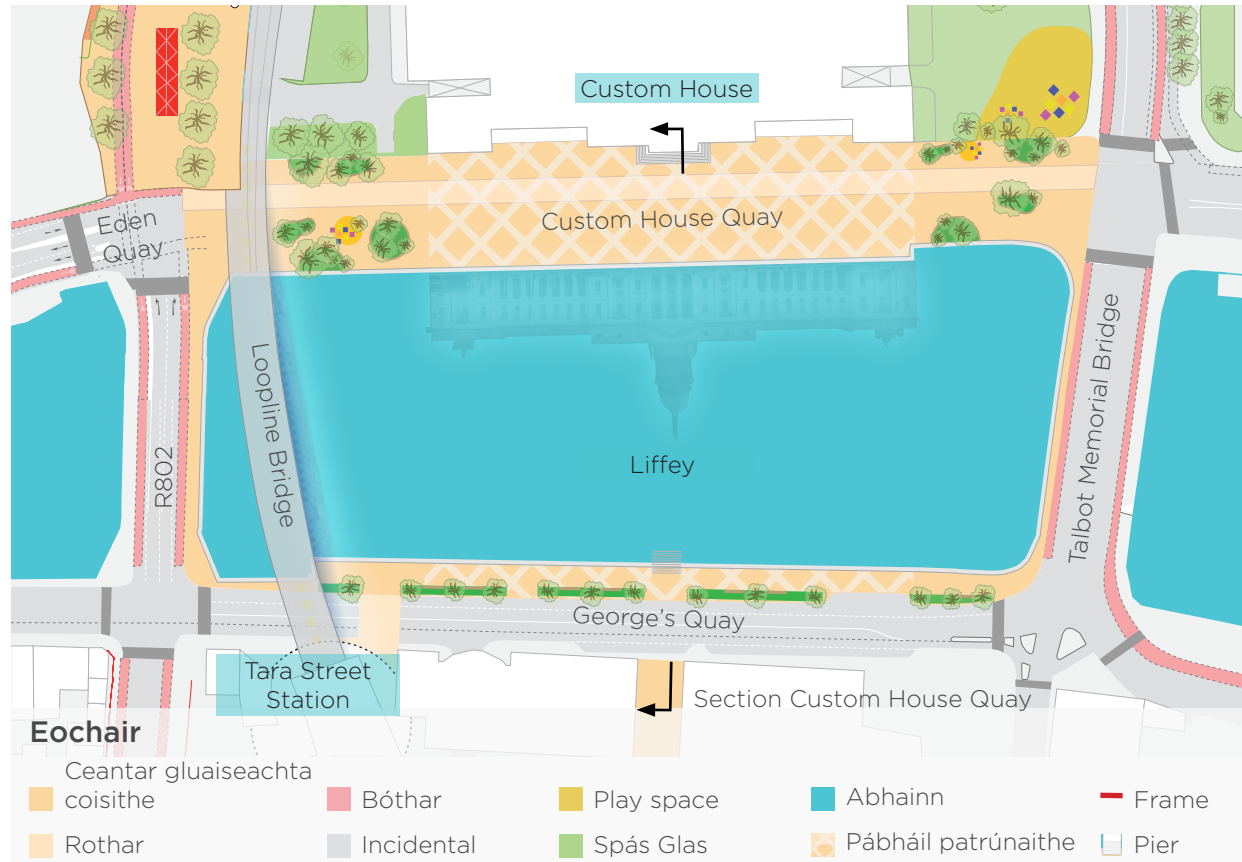 Custom House
Eden
Quay
Custom House Quay
Loopline Bridge
Talbot Memorial Bridge
R802
Liffey
George's Quay
Tara Street
Station
Section Custom House Quay
Eochair
Ceantar gluaiseachta
coisithe
Bóthar
Play space
Abhainn
Frame
Rothar
Incidental
Spás Glas
Pábháil patrúnaithe
Pier